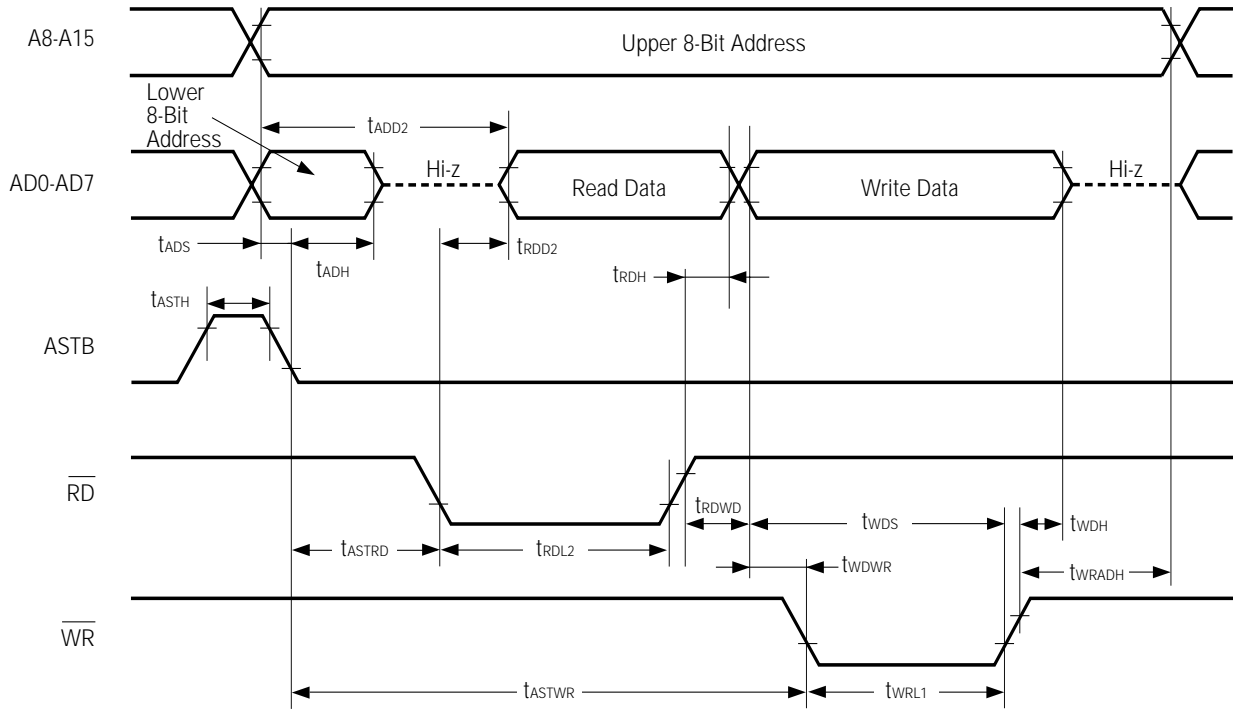 A8-A15
Upper 8-Bit Address
Lower
8-Bit
Address
tADD2
AD0-AD7
Hi-z
Read Data
Write Data
Hi-z
tADS
tADH
tRDD2
tRDH
tASTH
ASTB
RD
tRDWD
tWDS
tWDH
tASTRD
tRDL2
tWDWR
tWRADH
WR
tASTWR
tWRL1